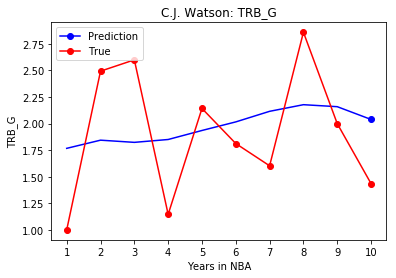 C.J. Watson: TRB_G
Prediction
True
TRB_G
2.75
2.50
2.25
2.00
1.75
1.50
1.25
1.00
1 2 3 4 5 6 7 8 9 10
Years in NBA